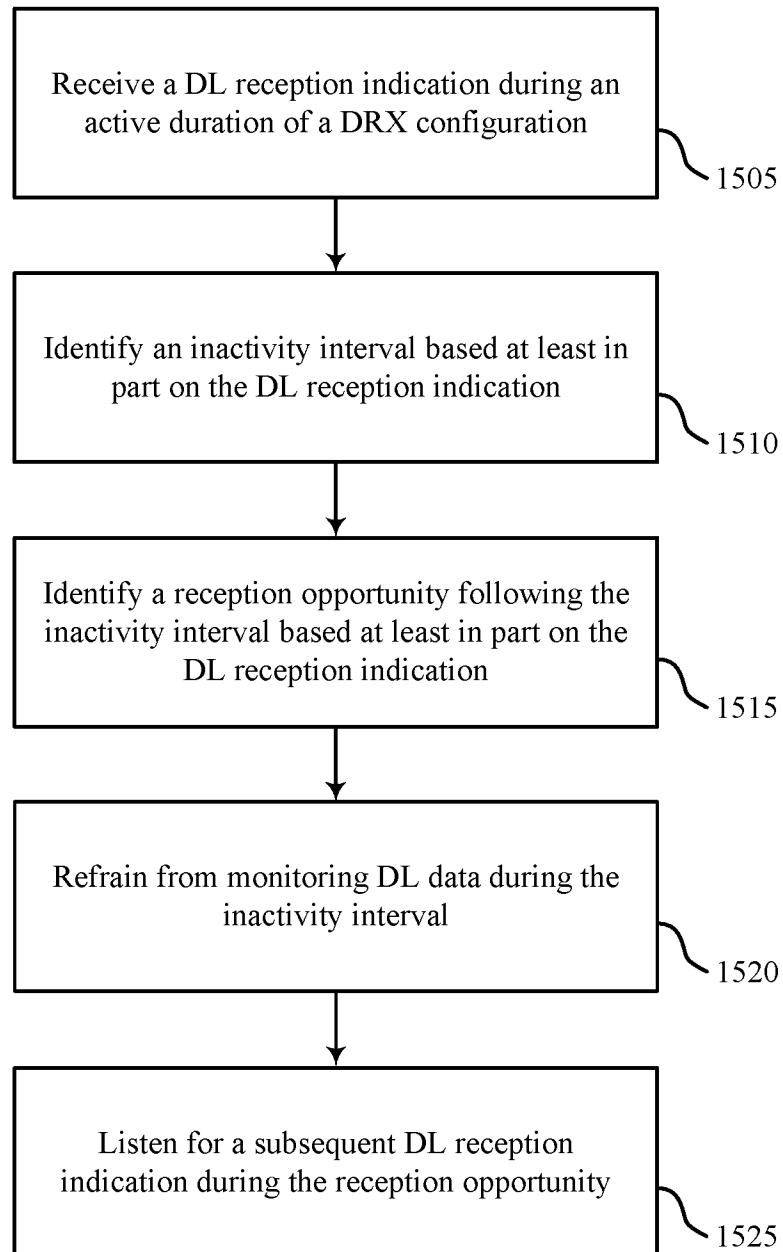 Receive a DL reception indication during an
active duration of a DRX configuration
1505
Identify an inactivity interval based at least in
part on the DL reception indication
1510
Identify a reception opportunity following the
inactivity interval based at least in part on the
DL reception indication
1515
Refrain from monitoring DL data during the
inactivity interval
1520
Listen for a subsequent DL reception
indication during the reception opportunity
1525